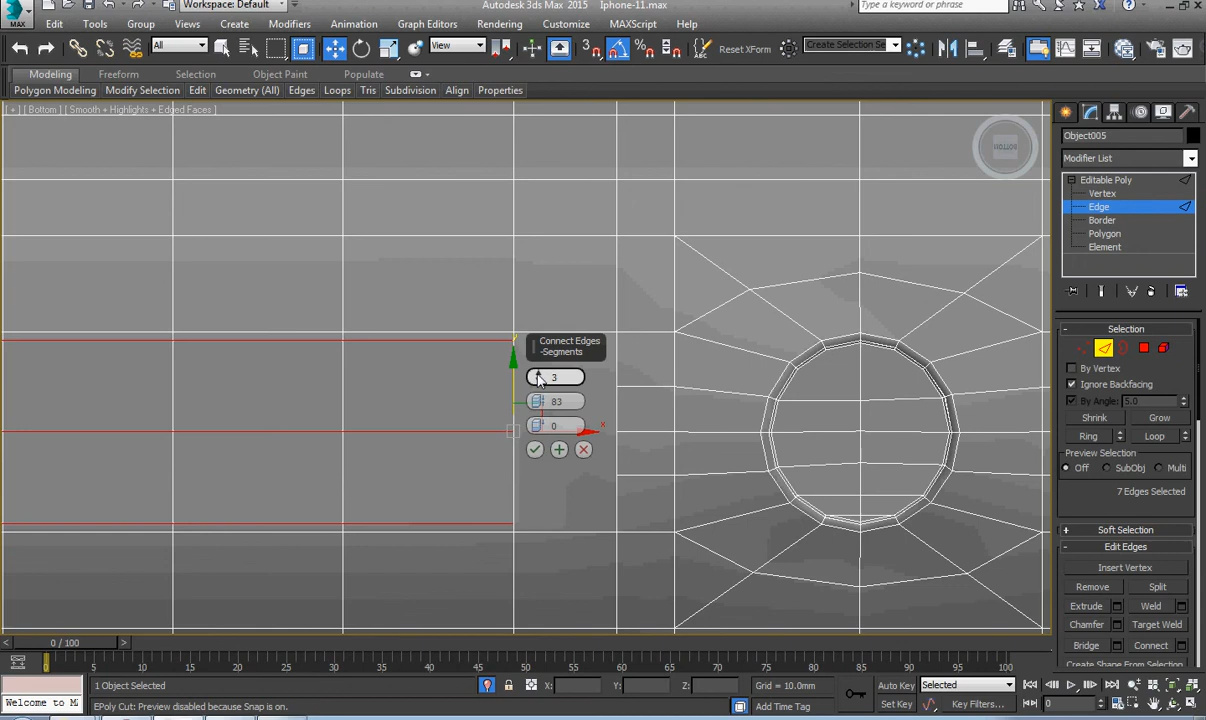 Workspace: Default
Autodesk 3ds Max 2015 Iphone-11.max
Type a keyword or phrase
MAX
Edit Tools Group Views Create Modifiers Animation Graph Editors Rendering Customize MAXScript Help
All
View
3
Reset XForm
Create Selection Se
Modeling Freeform Selection Object Paint Populate
Polygon Modeling Modify Selection Edit Geometry (All) Edges Loops Tris Subdivision Align Properties
[ + ] [ Bottom ] [ Smooth + Highlights + Edged Faces ]
BOTTOM
Object005
Modifier List
Editable Poly
Vertex
Edge
Border
Polygon
Element
Selection
By Vertex
Ignore Backfacing
By Angle: 5.0
Shrink Grow
Ring Loop
Preview Selection
Off SubObj Multi
7 Edges Selected
Soft Selection
Edit Edges
Insert Vertex
Remove Split
Extrude Weld
Chamfer Target Weld
Bridge Connect
Create Shape From Selection
Connect Edges
-Segments
3
83
0
x
y
0 / 100
0 5 10 15 20 25 30 35 40 45 50 55 60 65 70 75 80 85 90 95 100
1 Object Selected
X: Y: Z:
Grid = 10.0mm
Auto Key Selected
Welcome to M
EPoly Cut: Preview disabled because Snap is on.
Add Time Tag
Set Key Key Filters...
0